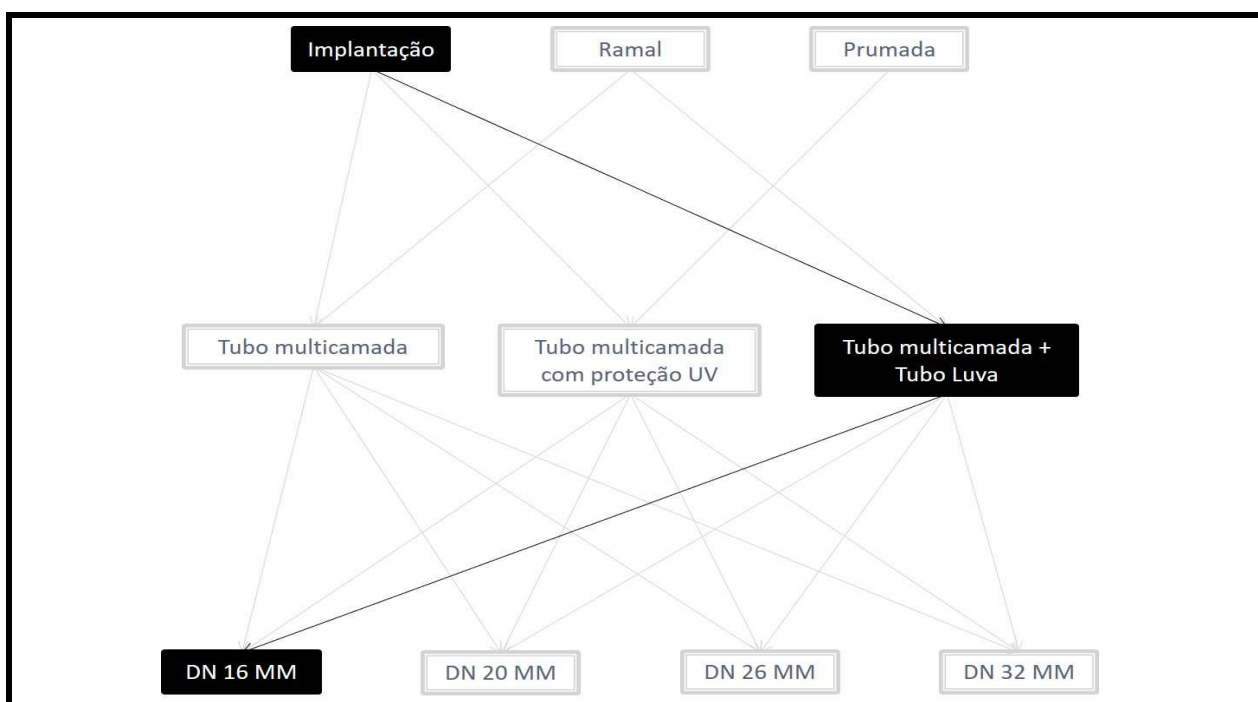 Implantação
Ramal
Prumada
Tubo multicamada
Tubo multicamada
com proteção UV
Tubo multicamada +
Tubo Luva
DN 16 MM
DN 20 MM
DN 26 MM
DN 32 MM